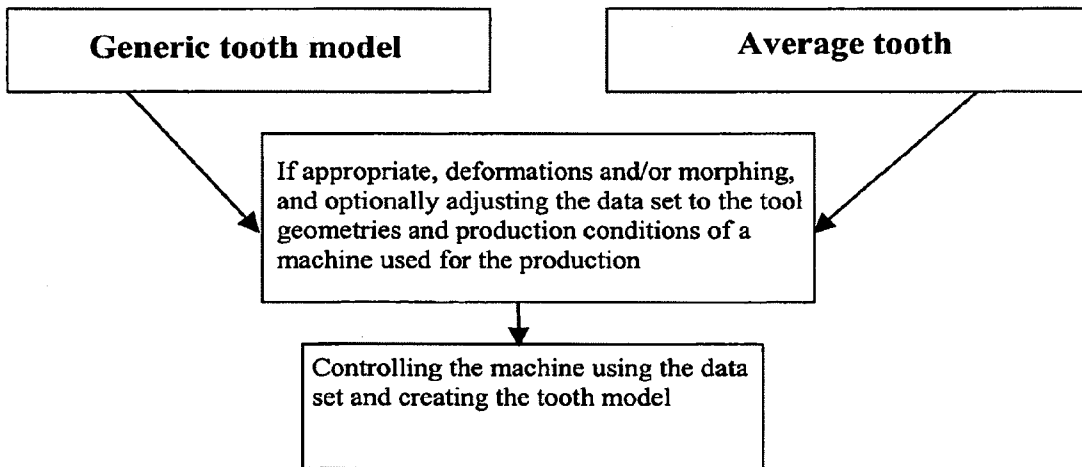 Generic tooth model
Average tooth
If appropriate, deformations and/or morphing,
and optionally adjusting the data set to the tool
geometries and production conditions of a
machine used for the production
Controlling the machine using the data
set and creating the tooth model